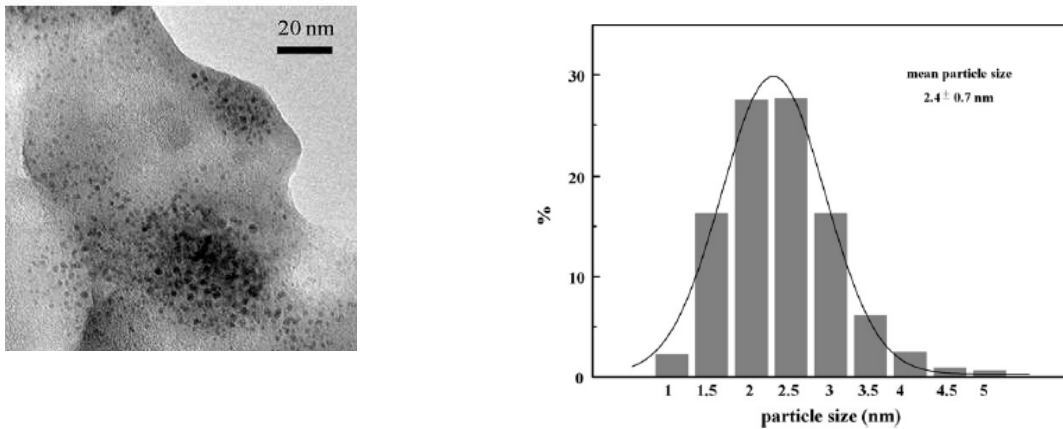 20 nm
mean particle size
2.4 ± 0.7 nm
30
20
10
0
%
1 1.5 2 2.5 3 3.5 4 4.5 5
particle size (nm)